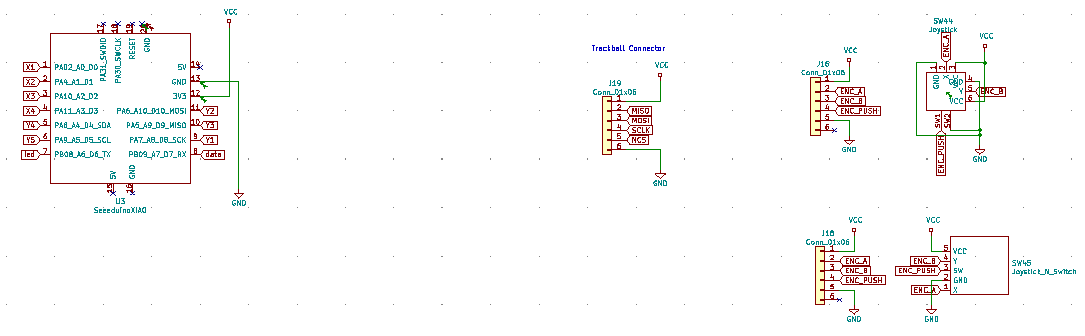 VCC
17
18
19
20
PA31_SWDIO
PA30_SWCLK
RESET
GND
X1 1 PA02_A0_D0
X2 2 PA4_A1_D1
X3 3 PA10_A2_D2
X4 4 PA11_A3_D3
Y4 5 PA8_A4_D4_SDA
Y5 6 PA9_A5_D5_SCL
led 7 PB08_A6_D6_TX
5V 14
GND 13
3V3 12
PA6_A10_D10_MOSI 11 Y2
PA5_A9_D9_MISO 10 Y3
PA7_A8_D8_SCK 9 Y1
PB09_A7_D7_RX 8 data
5V
GND
15
16
U3
SeeeduinoXIAO
GND
Trackball Connector
VCC
J19
Conn_01x06
1
2 MISO
3 MOSI
4 SCLK
5 NCS
6
GND
VCC
J16
Conn_01x06
1
2 ENC_A
3 ENC_B
4 ENC_PUSH
5
6
GND
SW44
Joystick
VCC
ENC_A
1
2
3
GND
X
GND 4
Y 5 ENC_B
VCC 6
SW1
SW2
ENC_PUSH
GND
VCC
J18
Conn_01x06
1
2 ENC_A
3 ENC_B
4 ENC_PUSH
5
6
GND
VCC
5 VCC
ENC_B 4 Y
ENC_PUSH 3 SW
2 GND
ENC_A 1 X
SW45
Joystick_N_Switch
GND